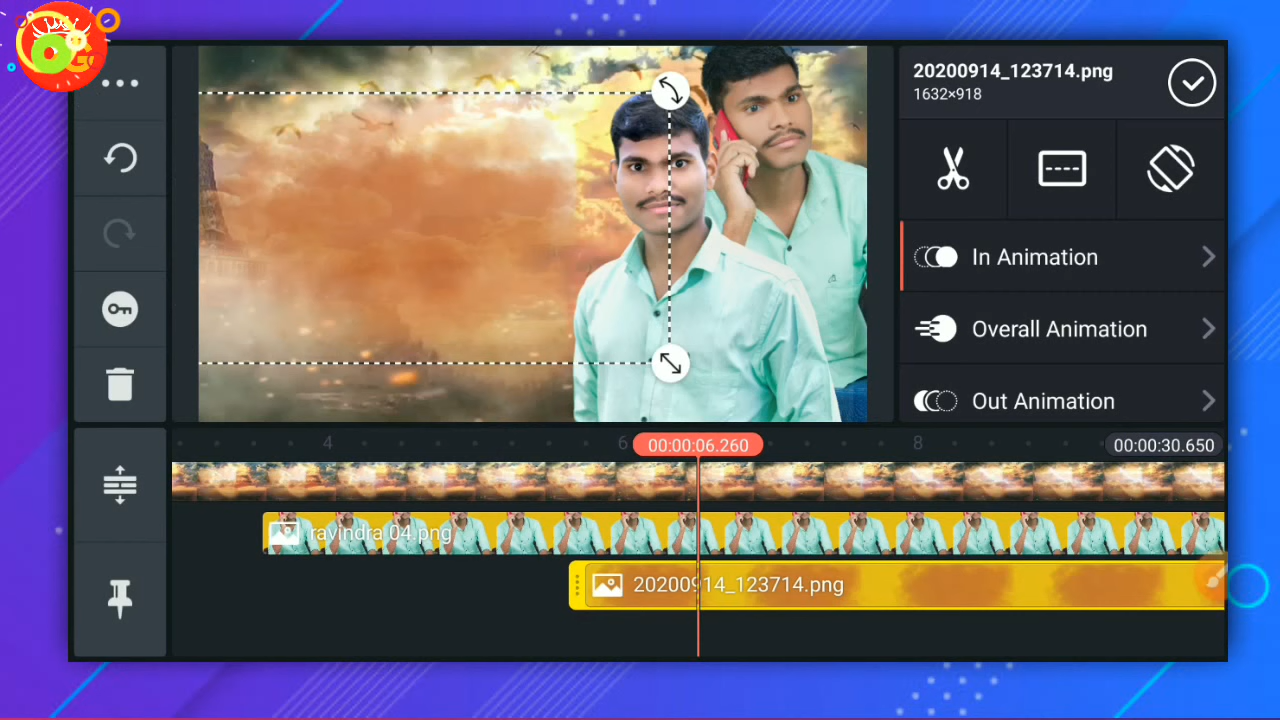 20200914_123714.png
1632×918
In Animation
Overall Animation
Out Animation
4
6
00:00:06.260
8
00:00:30.650
ravindra 04.png
20200914_123714.png